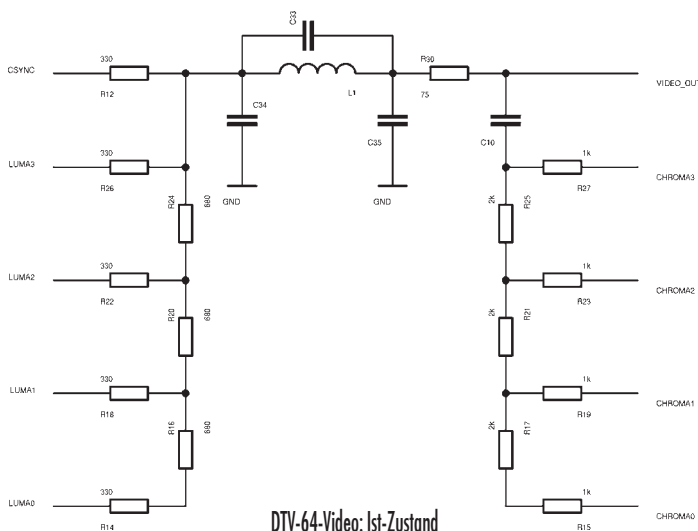 C33
CSYNC
330
R12
L1
R36
75
VIDEO_OUT
C34
C35
C10
LUMA3
330
R26
GND
GND
1k
R27
CHROMA3
R24
680
2k
R25
LUMA2
330
R22
1k
R23
CHROMA2
R20
680
2k
R21
LUMA1
330
R18
1k
R19
CHROMA1
R16
680
2k
R17
LUMA0
330
R14
1k
R15
CHROMA0
DTV-64-Video: Ist-Zustand